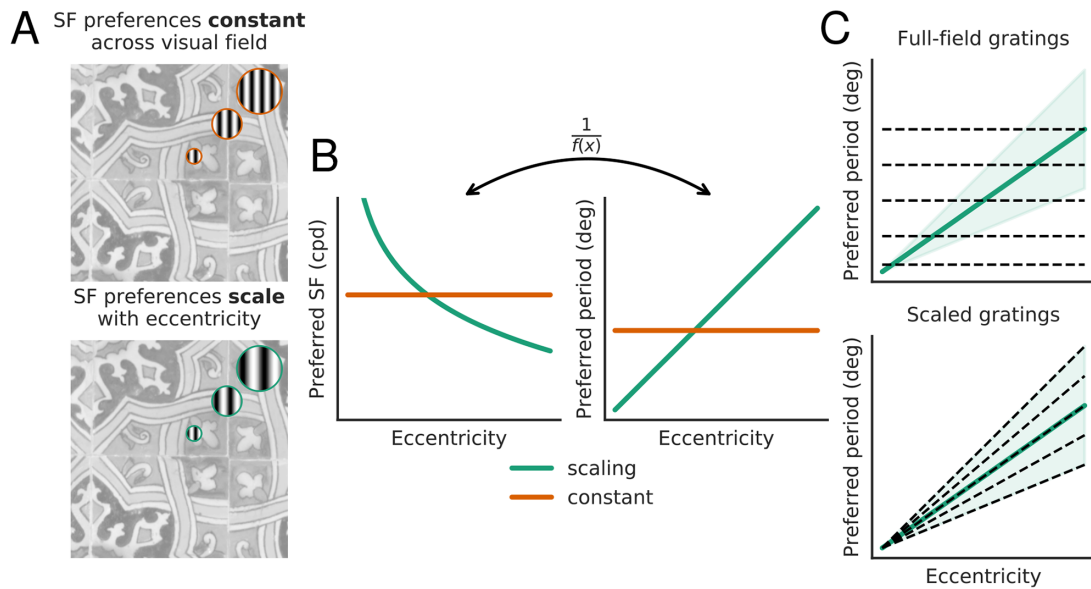 A
SF preferences constant
across visual field
SF preferences scale
with eccentricity
B
1
f(x)
Preferred SF (cpd)
Eccentricity
Preferred period (deg)
Eccentricity
scaling
constant
C
Full-field gratings
Preferred period (deg)
Scaled gratings
Preferred period (deg)
Eccentricity